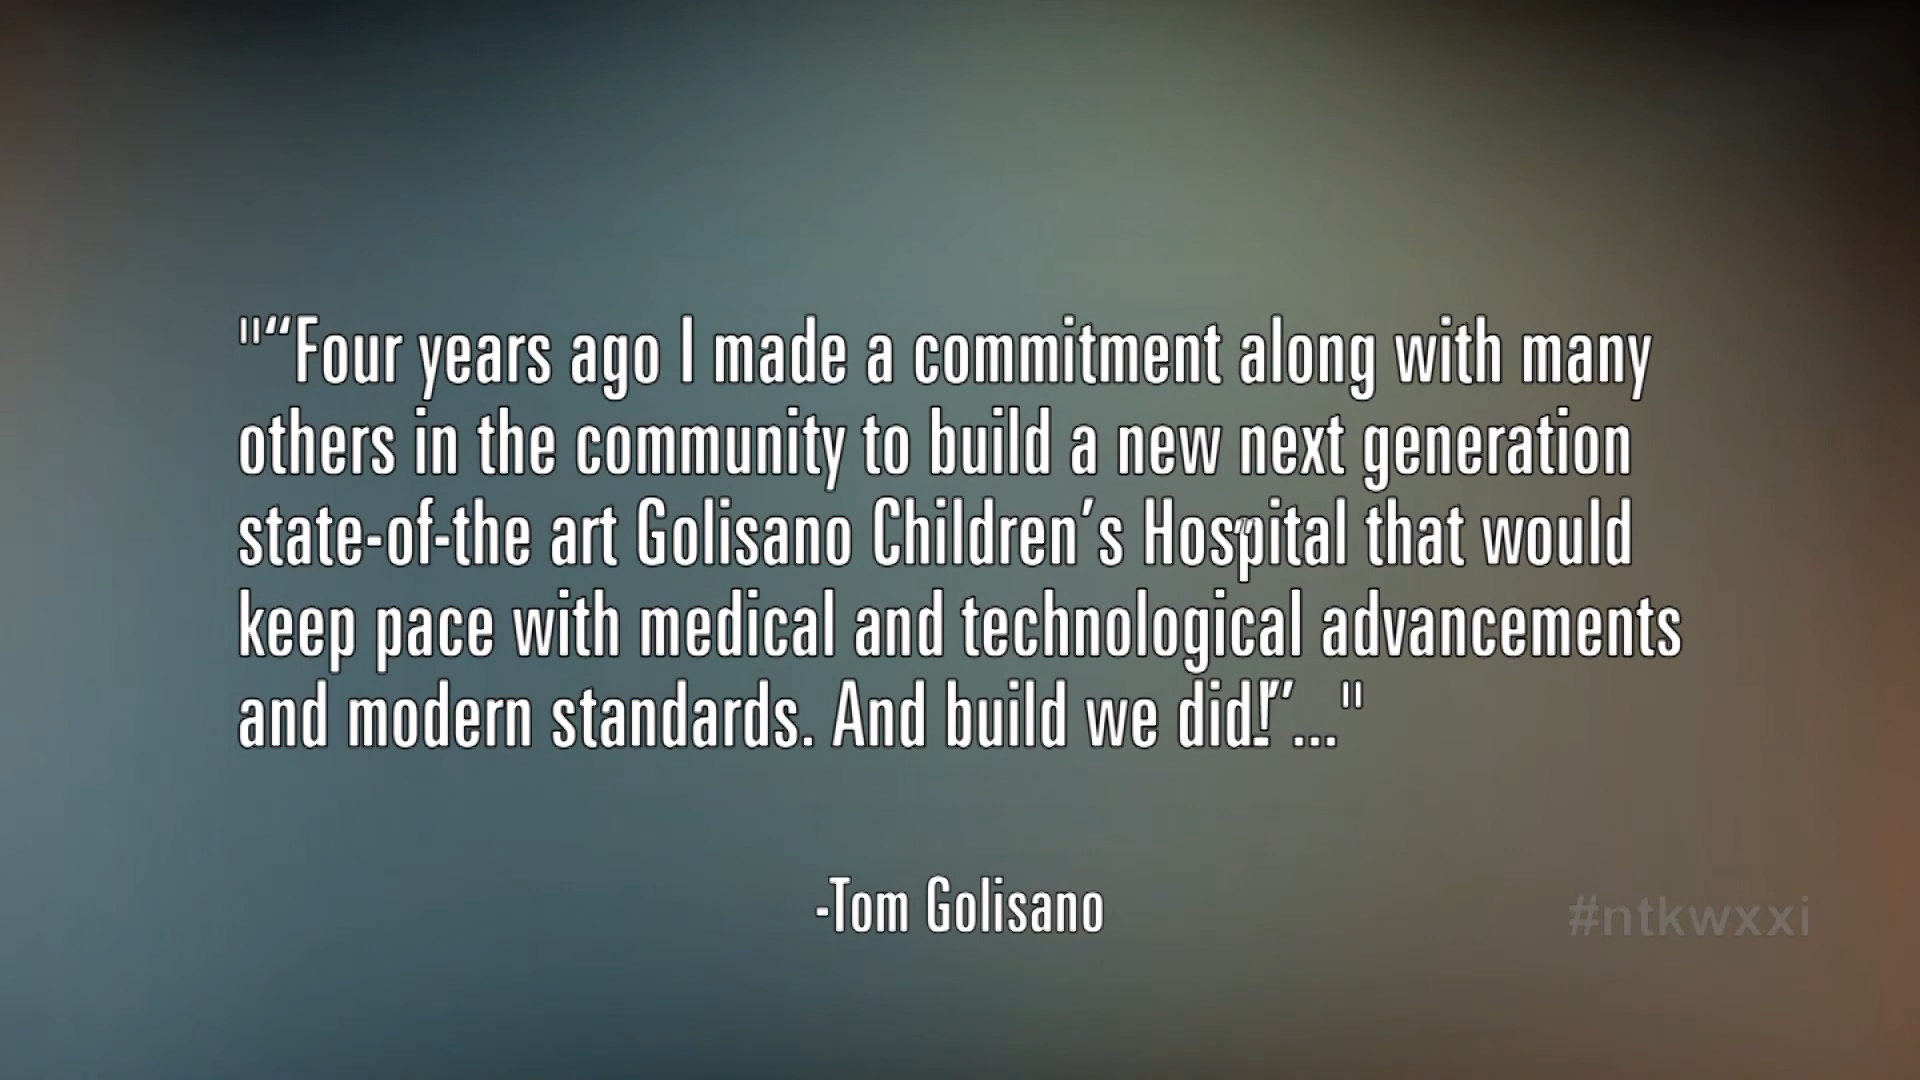 "“Four years ago I made a commitment along with many
others in the community to build a new next generation
state-of-the art Golisano Children’s Hospital that would
keep pace with medical and technological advancements
and modern standards. And build we did!”..."
-Tom Golisano
#ntkwxxi